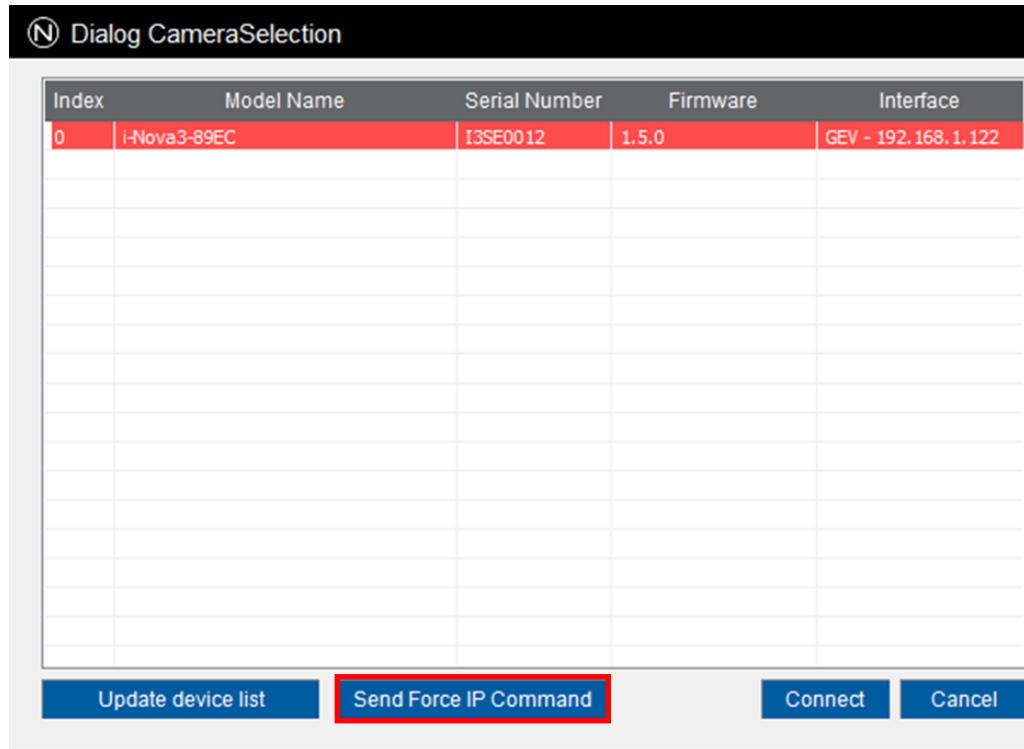 N Dialog CameraSelection
Index Model Name Serial Number Firmware Interface
0 i-Nova3-89EC I3SE0012 1.5.0 GEV - 192.168.1.122
Update device list Send Force IP Command Connect Cancel